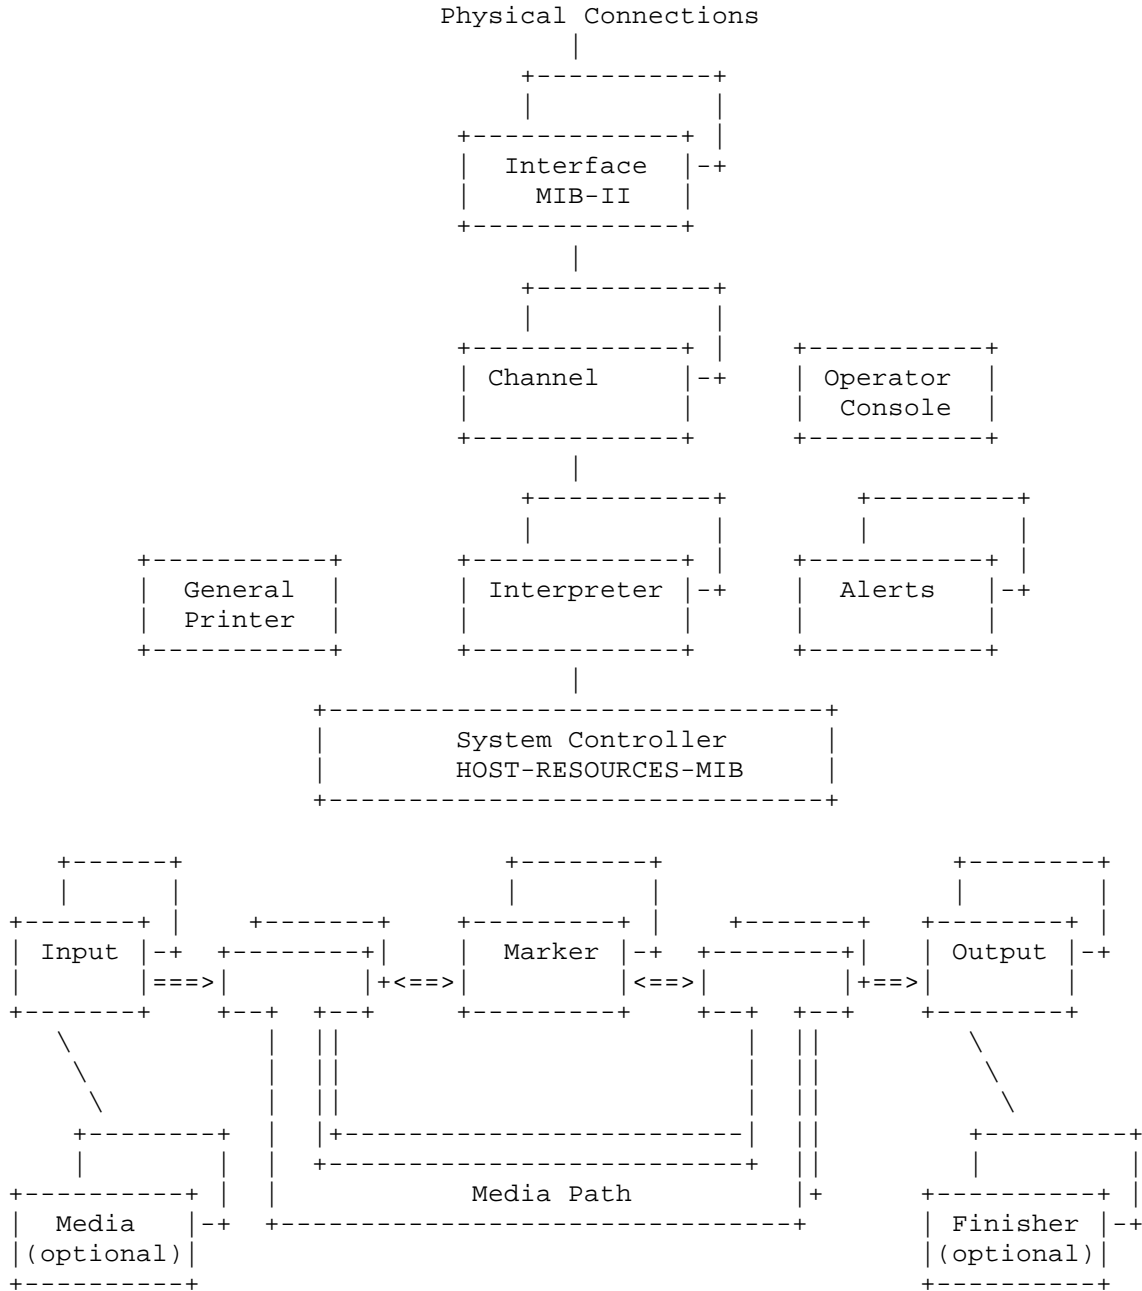 Physical Connections
Interface
MIB-II
Channel
Operator
Console
General
Printer
Interpreter
Alerts
System Controller
HOST-RESOURCES-MIB
Input
Marker
Output
Media Path
Media
(optional)
Finisher
(optional)